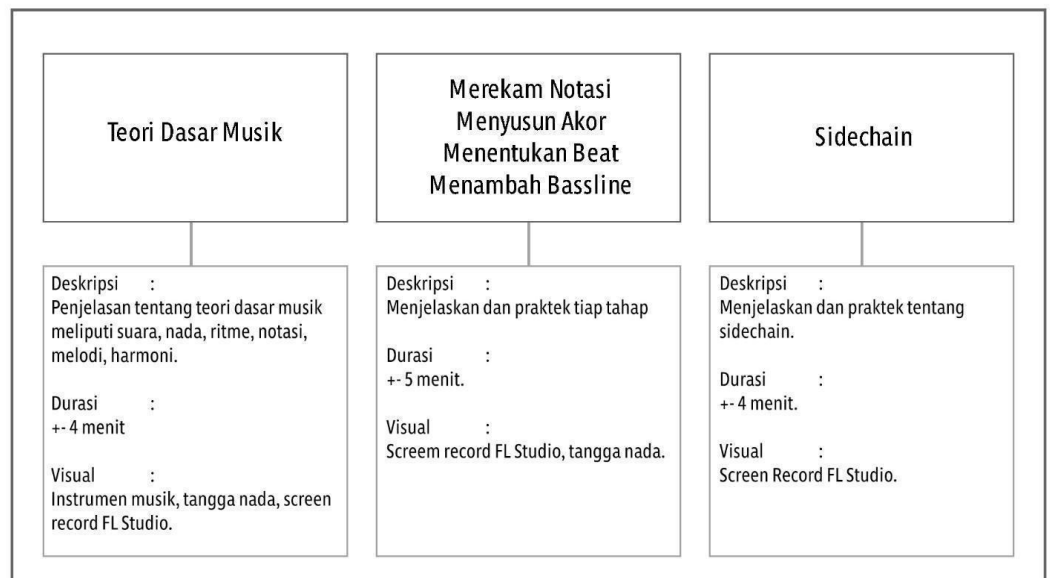 Teori Dasar Musik
Merekam Notasi
Menyusun Akor
Menentukan Beat
Menambah Bassline
Sidechain
Deskripsi :
Penjelasan tentang teori dasar musik
meliputi suara, nada, ritme, notasi,
melodi, harmoni.
Durasi :
+- 4 menit
Visual :
Instrumen musik, tangga nada, screen
record FL Studio.
Deskripsi :
Menjelaskan dan praktek tiap tahap
Durasi :
+- 5 menit.
Visual :
Screem record FL Studio, tangga nada.
Deskripsi :
Menjelaskan dan praktek tentang
sidechain.
Durasi :
+- 4 menit.
Visual :
Screen Record FL Studio.